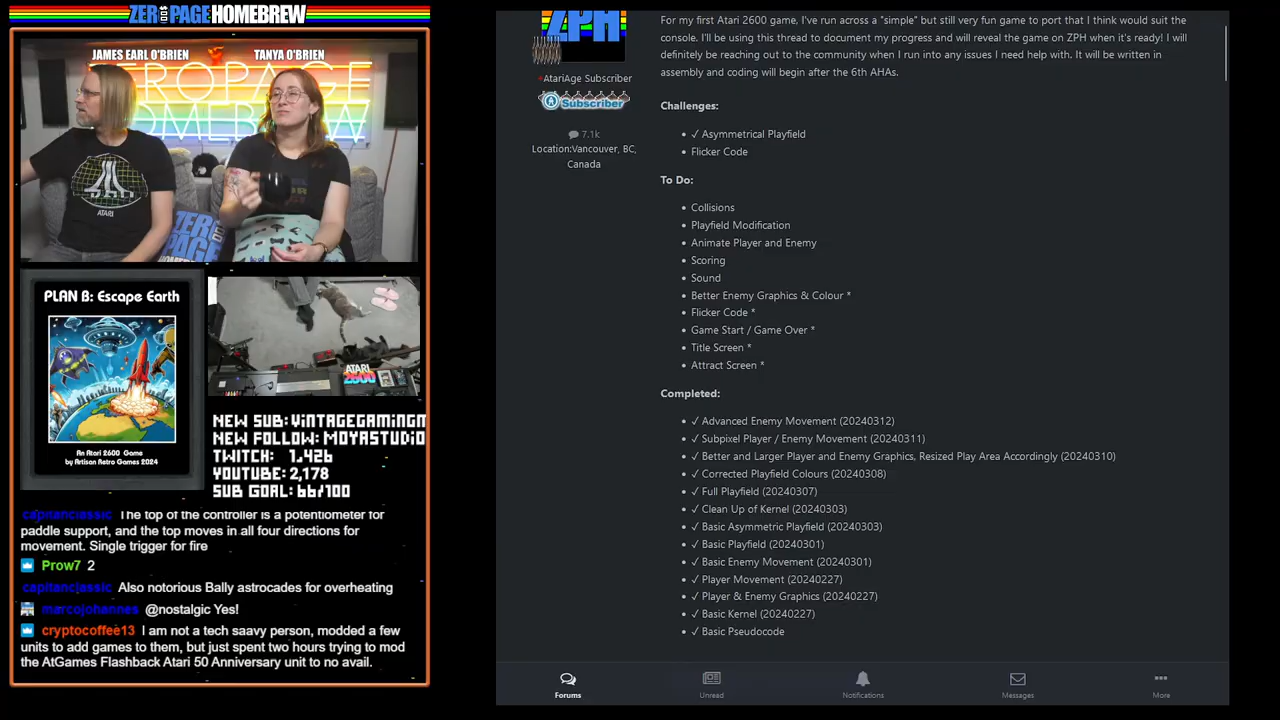 ZEROPAGE HOMEBREW
JAMES EARL O'BRIEN
TANYA O'BRIEN
ATARI
PLAN B: Escape Earth
An Atari 2600 Game
by Artisan Retro Games 2024
ATARI
2600
NEW SUB: VINTAGEGAMINGM
NEW FOLLOW: MOYASTUDIO
TWITCH: 1,426
YOUTUBE: 2,178
SUB GOAL: 66/100
capitanclassic The top of the controller is a potentiometer for
paddle support, and the top moves in all four directions for
movement. Single trigger for fire
Prow7 2
capitanclassic Also notorious Bally astrocades for overheating
marcojohannes @nostalgic Yes!
cryptocoffee13 I am not a tech saavy person, modded a few
units to add games to them, but just spent two hours trying to mod
the AtGames Flashback Atari 50 Anniversary unit to no avail.
ZPH
AtariAge Subscriber
Subscriber
7.1k
Location:Vancouver, BC,
Canada
For my first Atari 2600 game, I've run across a "simple" but still very fun game to port that I think would suit the
console. I'll be using this thread to document my progress and will reveal the game on ZPH when it's ready! I will
definitely be reaching out to the community when I run into any issues I need help with. It will be written in
assembly and coding will begin after the 6th AHAs.
Challenges:
• ✓ Asymmetrical Playfield
• Flicker Code
To Do:
• Collisions
• Playfield Modification
• Animate Player and Enemy
• Scoring
• Sound
• Better Enemy Graphics & Colour *
• Flicker Code *
• Game Start / Game Over *
• Title Screen *
• Attract Screen *
Completed:
• ✓ Advanced Enemy Movement (20240312)
• ✓ Subpixel Player / Enemy Movement (20240311)
• ✓ Better and Larger Player and Enemy Graphics, Resized Play Area Accordingly (20240310)
• ✓ Corrected Playfield Colours (20240308)
• ✓ Full Playfield (20240307)
• ✓ Clean Up of Kernel (20240303)
• ✓ Basic Asymmetric Playfield (20240303)
• ✓ Basic Playfield (20240301)
• ✓ Basic Enemy Movement (20240301)
• ✓ Player Movement (20240227)
• ✓ Player & Enemy Graphics (20240227)
• ✓ Basic Kernel (20240227)
• ✓ Basic Pseudocode
Forums
Unread
Notifications
Messages
More